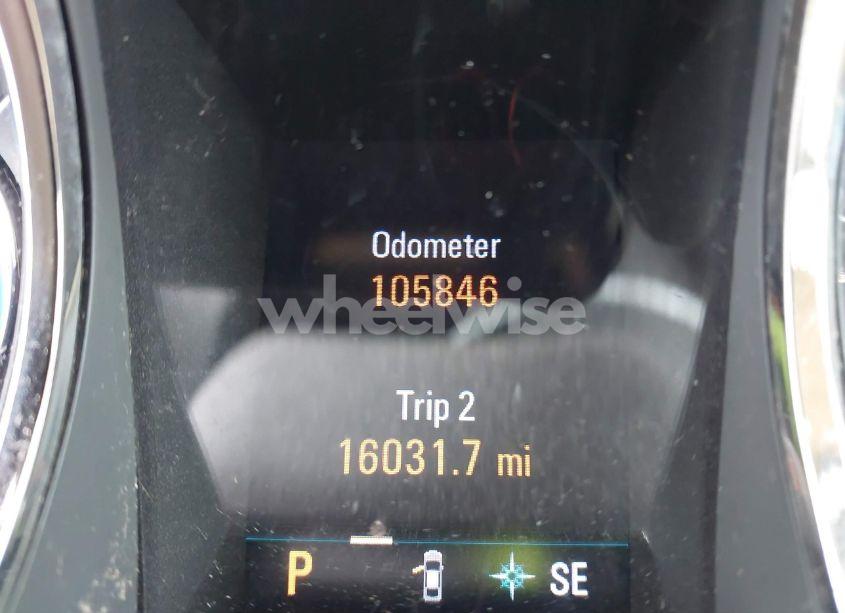 Odometer
105846
wheelwise
Trip 2
16031.7 mi
P SE